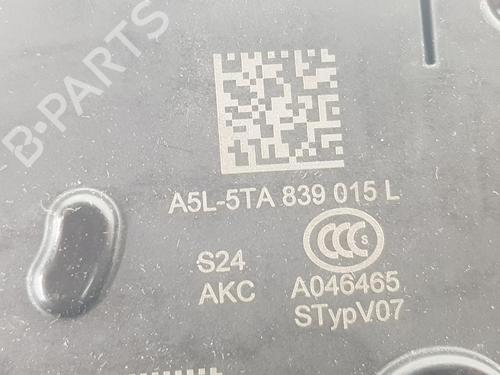 B-PARTS
A5L-5TA 839 015 L
S24
CCC S
AKC A046465
STypV07